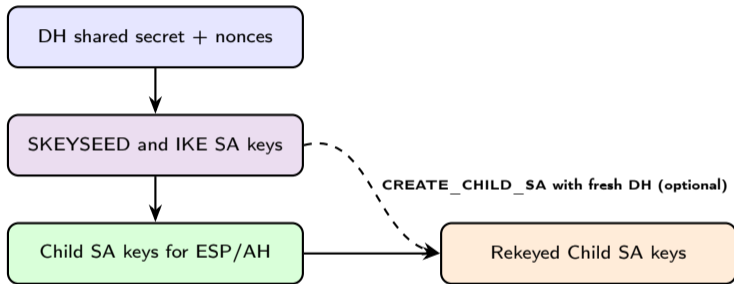 DH shared secret + nonces
SKEYSEED and IKE SA keys
CREATE_CHILD_SA with fresh DH (optional)
Child SA keys for ESP/AH
Rekeyed Child SA keys